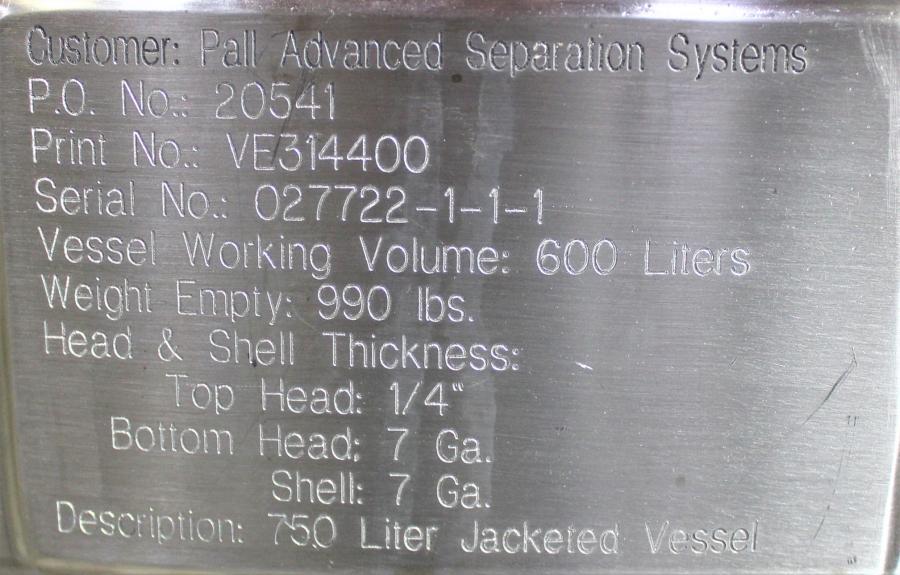 Customer: Pall Advanced Separation Systems
P.O. No.: 20541
Print No.: VE314400
Serial No.: 027722-1-1-1
Vessel Working Volume: 600 Liters
Weight Empty: 990 lbs.
Head & Shell Thickness:
Top Head: 1/4"
Bottom Head: 7 Ga.
Shell: 7 Ga.
Description: 750 Liter Jacketed Vessel